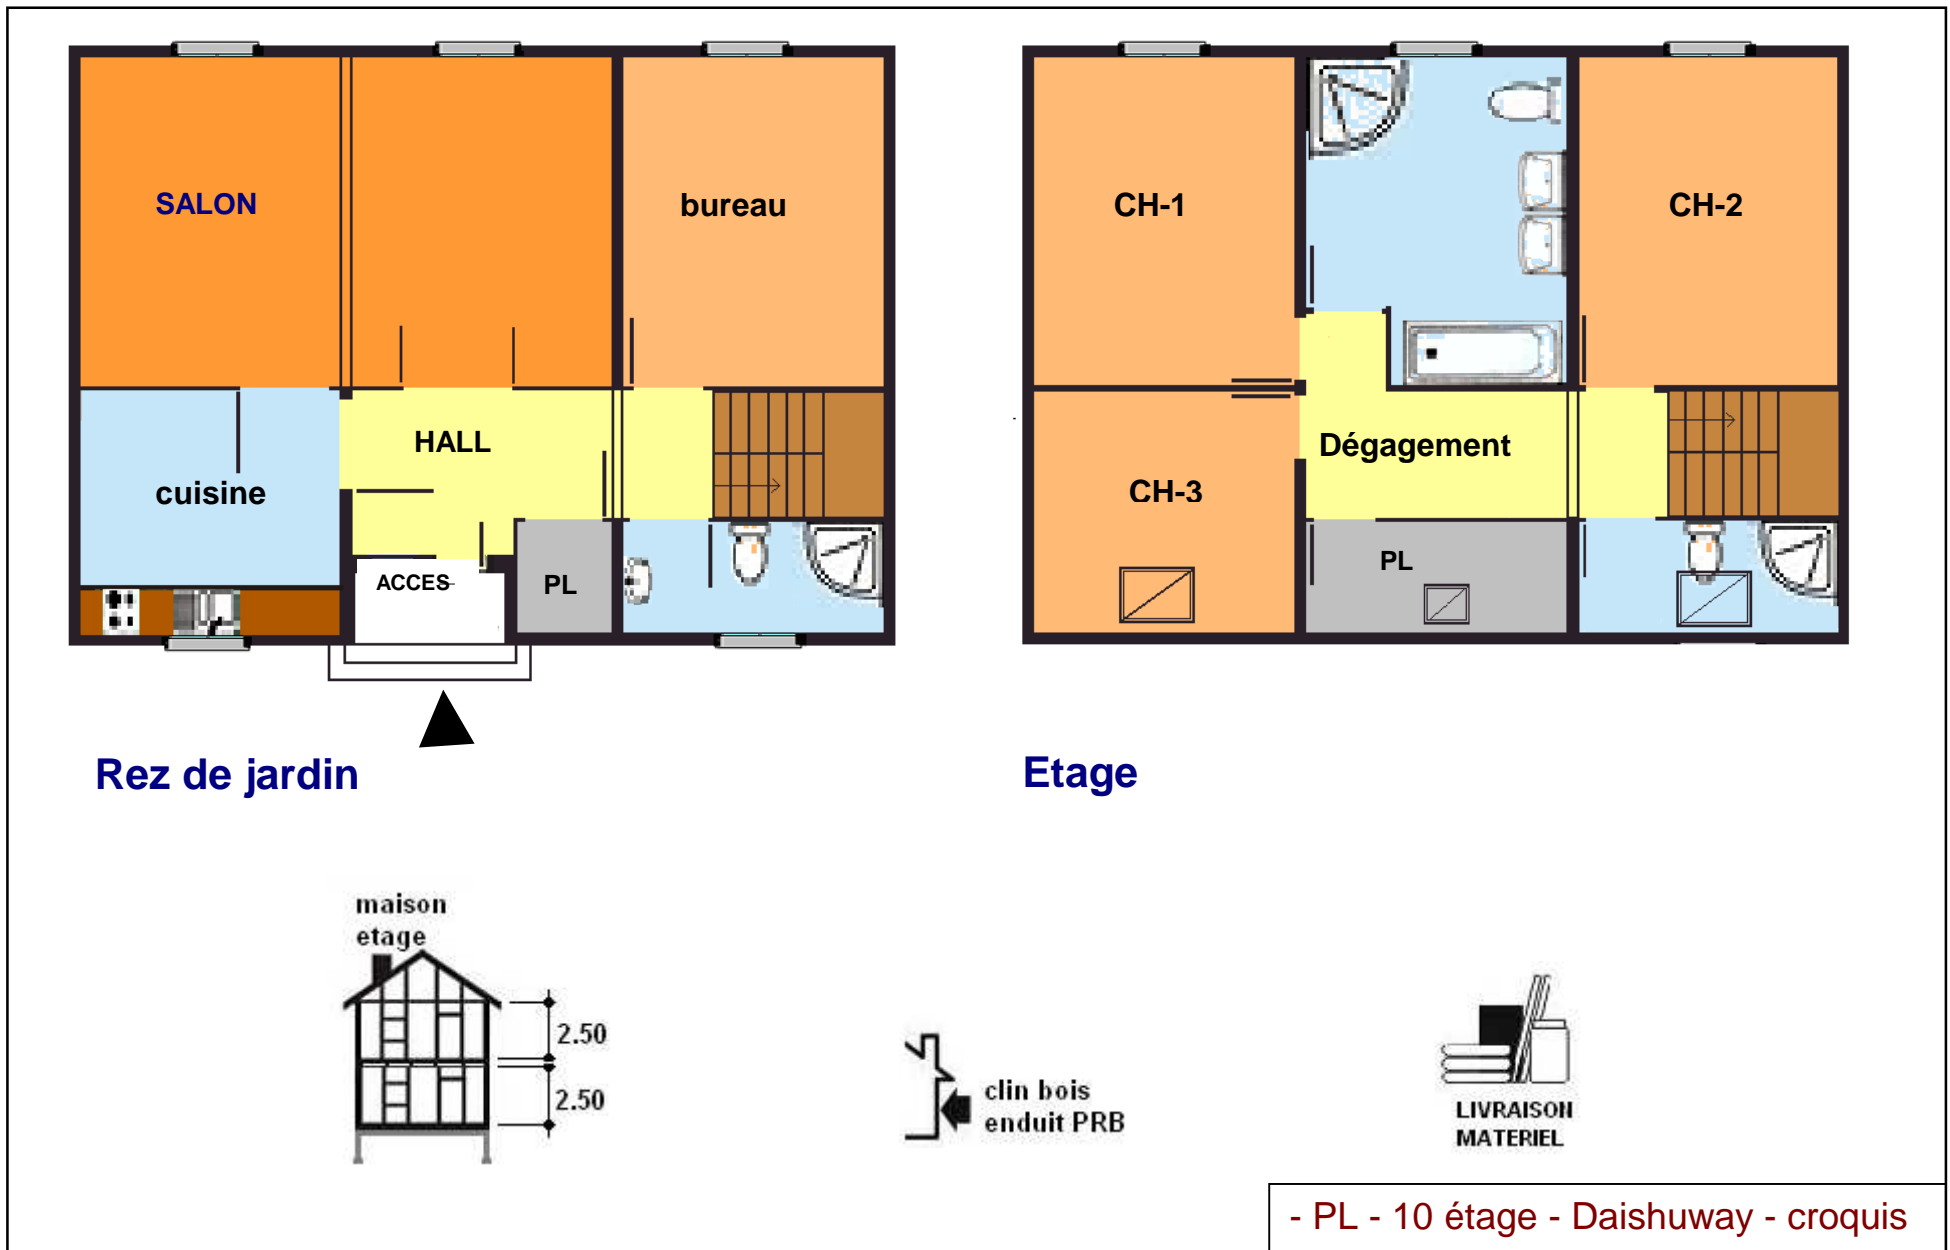 SALON
bureau
HALL
cuisine
ACCES
PL
CH-1
CH-2
Dégagement
CH-3
PL
Rez de jardin
Etage
maison
etage
2.50
2.50
clin bois
enduit PRB
LIVRAISON
MATERIEL
- PL - 10 étage - Daishuway - croquis